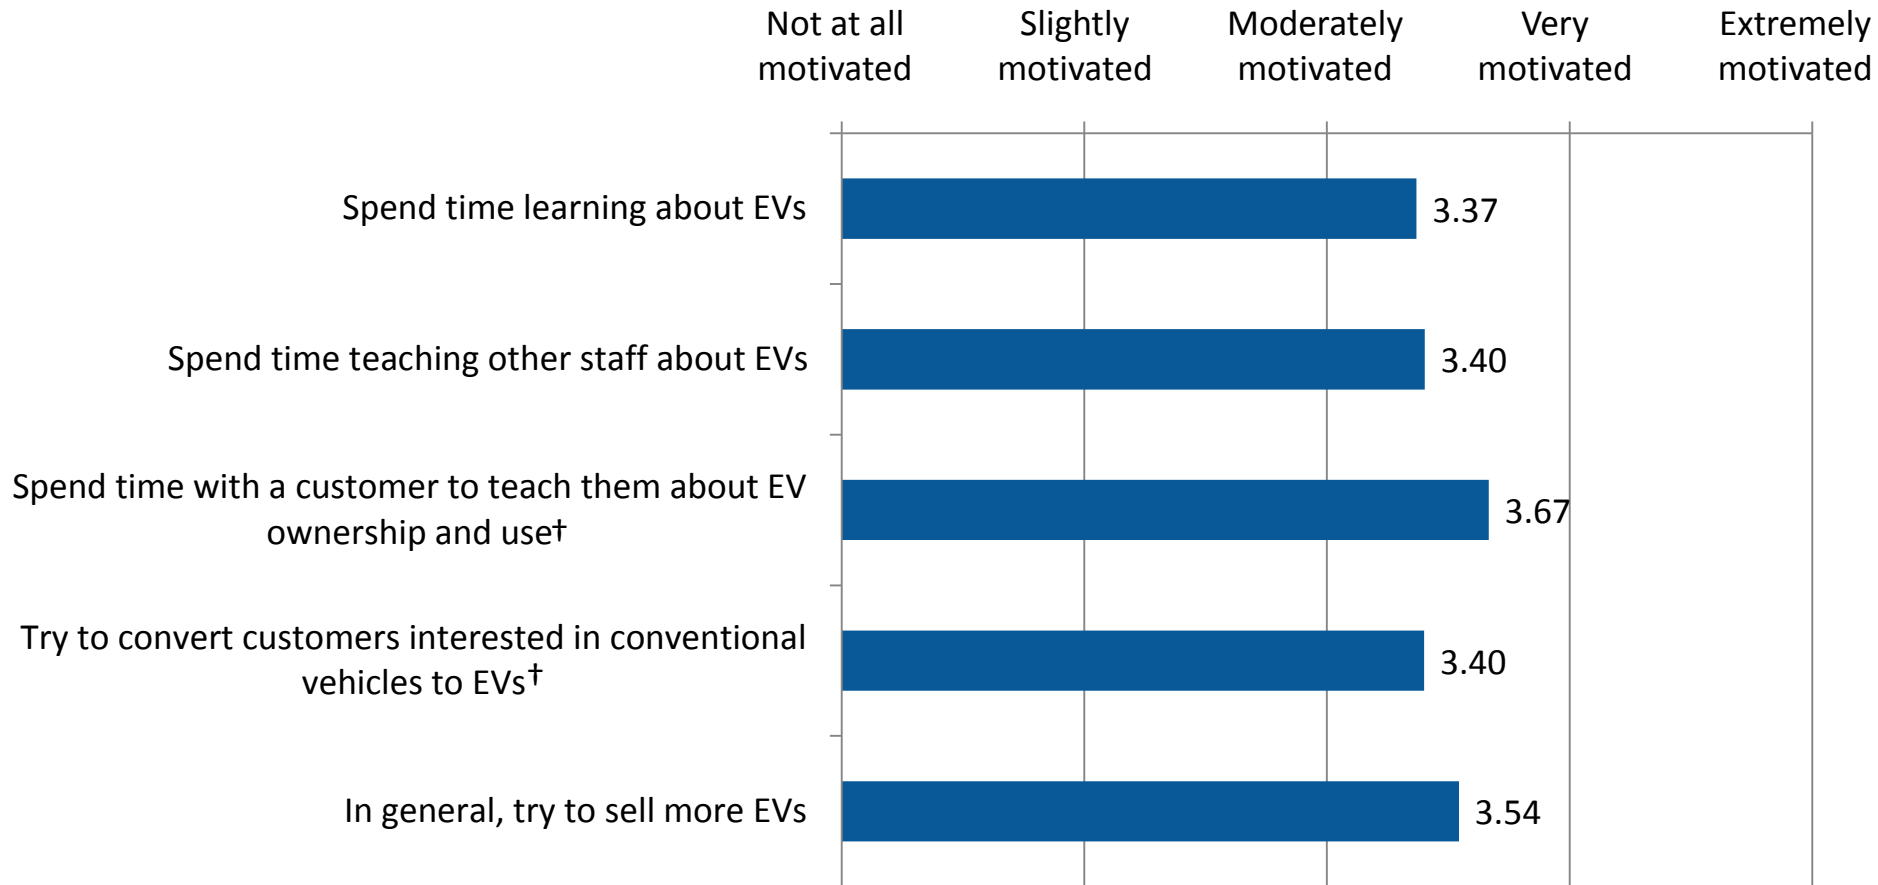 Not at all motivated
Slightly motivated
Moderately motivated
Very motivated
Extremely motivated
Spend time learning about EVs
3.37
Spend time teaching other staff about EVs
3.40
Spend time with a customer to teach them about EV
ownership and use†
3.67
Try to convert customers interested in conventional
vehicles to EVs†
3.40
In general, try to sell more EVs
3.54